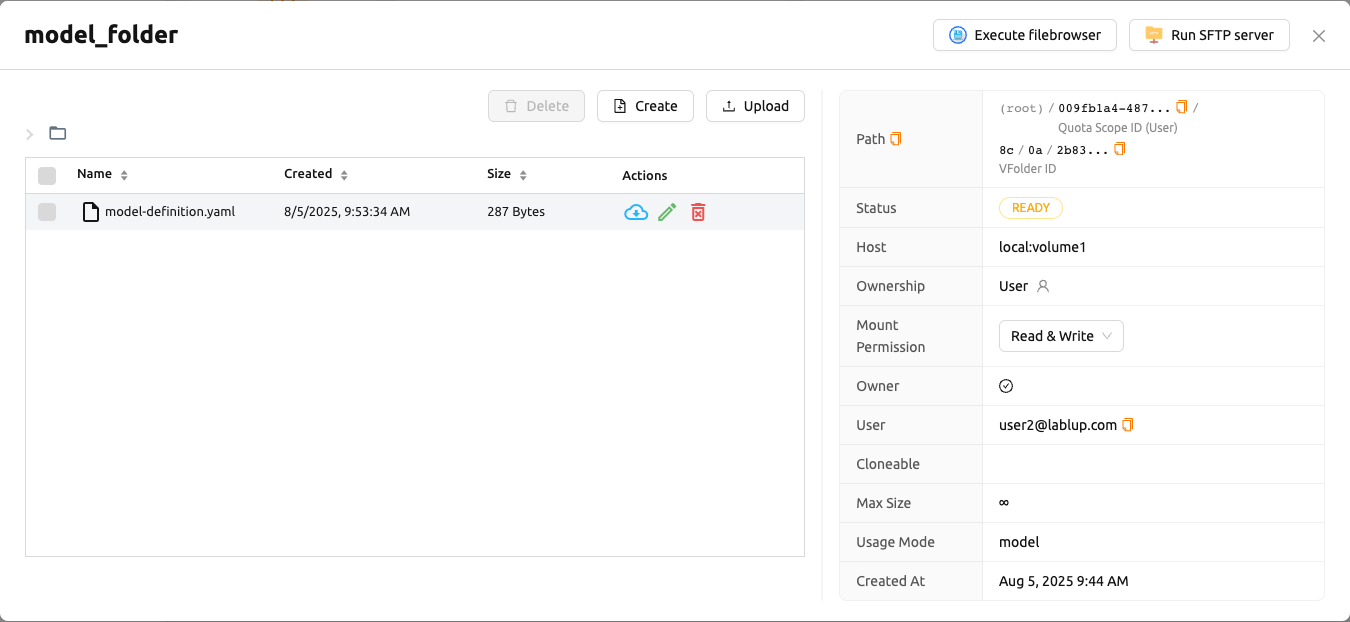 model_folder
Execute filebrowser
Run SFTP server
Delete
Create
Upload
Name
Created
Size
Actions
model-definition.yaml
8/5/2025, 9:53:34 AM
287 Bytes
Path
(root) / 009fb1a4-487... /
Quota Scope ID (User)
8c / 0a / 2b83...
VFolder ID
Status
READY
Host
local:volume1
Ownership
User
Mount
Permission
Read & Write
Owner
User
user2@lablup.com
Cloneable
Max Size
∞
Usage Mode
model
Created At
Aug 5, 2025 9:44 AM